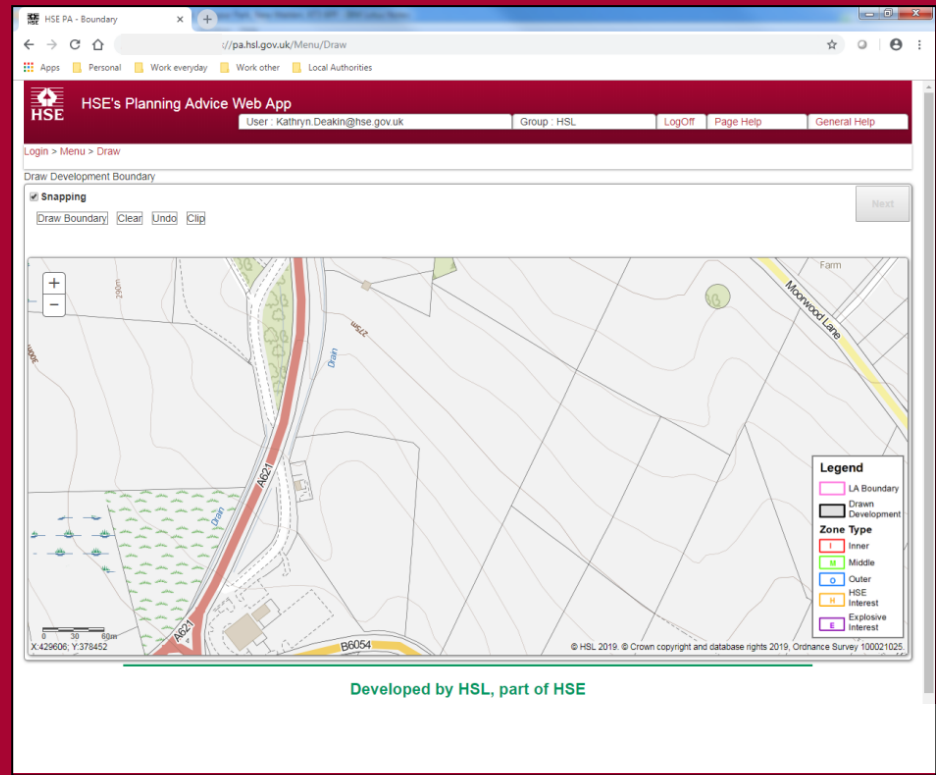 HSE PA - Boundary
://pa.hsl.gov.uk/Menu/Draw
Apps Personal Work everyday Work other Local Authorities
HSE
HSE's Planning Advice Web App
User : Kathryn.Deakin@hse.gov.uk Group : HSL LogOff Page Help General Help
Login > Menu > Draw
Draw Development Boundary
Snapping
Next
Draw Boundary Clear Undo Clip
+
−
290m
300m
275m
Drain
Farm
Moorwood Lane
A621
Drain
A621
B6054
Legend
LA Boundary
Drawn
Development
Zone Type
I Inner
M Middle
O Outer
H HSE
Interest
E Explosive
Interest
0 30 60m
X:429606; Y:378452
© HSL 2019. © Crown copyright and database rights 2019, Ordnance Survey 100021025.
Developed by HSL, part of HSE